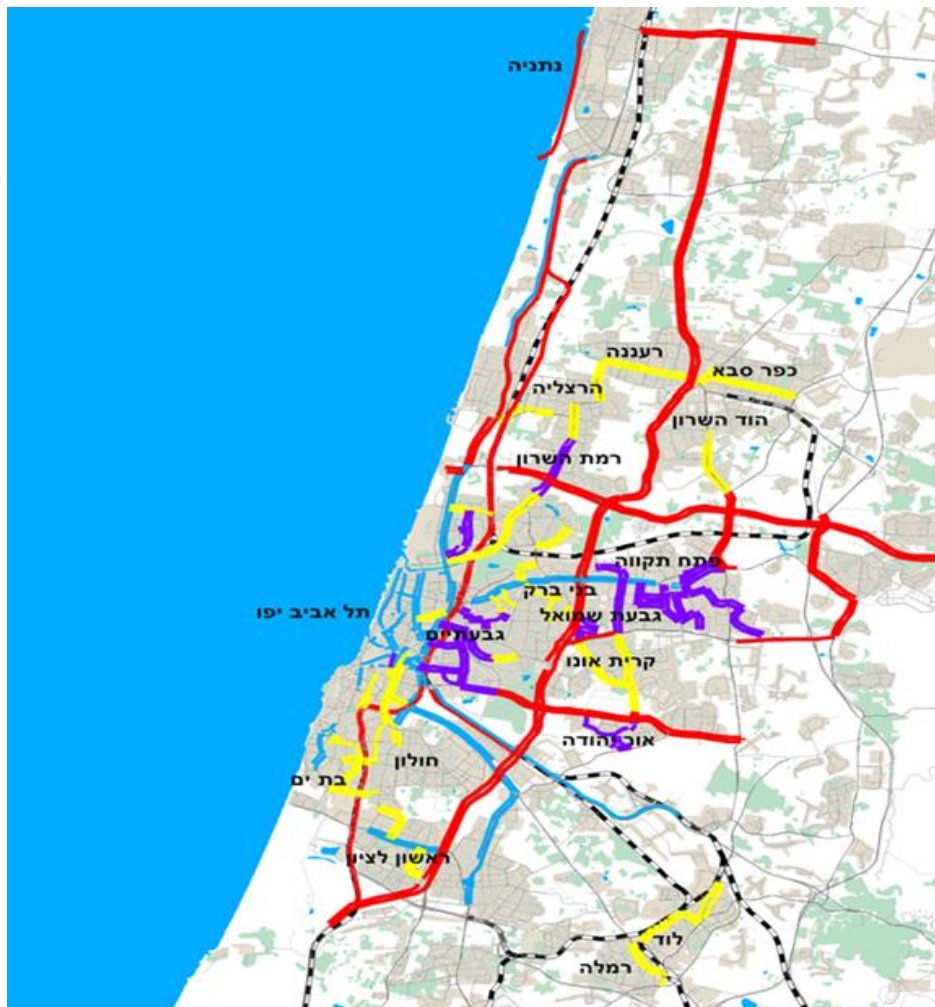 נתניה
רעננה
כפר סבא
הרצליה
הוד השרון
רמת השרון
פתח תקווה
בני ברק
תל אביב יפו
גבעת שמואל
גבעתיים
קרית אונו
אור יהודה
חולון
בת ים
ראשון לציון
לוד
רמלה